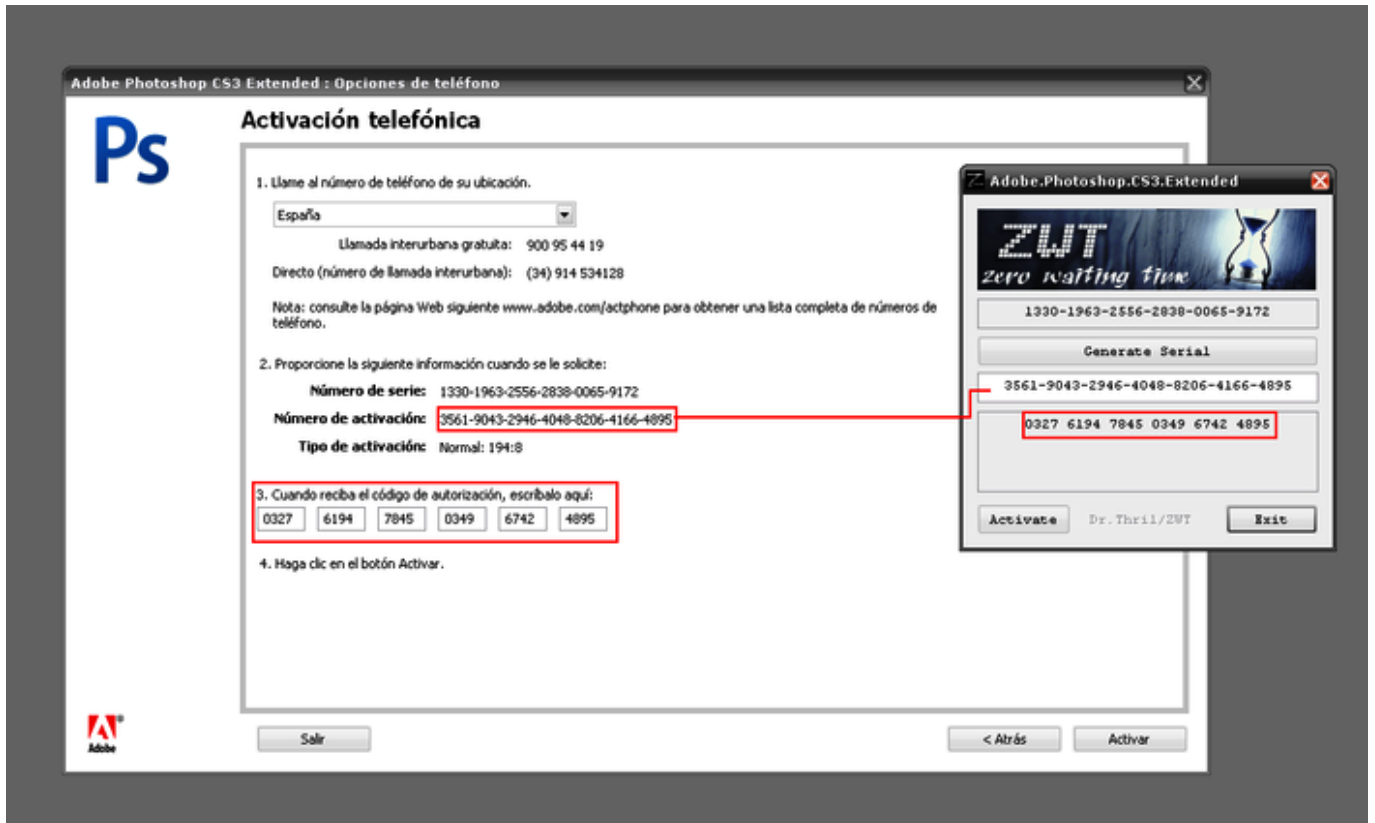 Adobe Photoshop CS3 Extended : Opciones de teléfono
Ps
Activación telefónica
1. Llame al número de teléfono de su ubicación.
España
Llamada interurbana gratuita: 900 95 44 19
Directo (número de llamada interurbana): (34) 914 534128
Nota: consulte la página Web siguiente www.adobe.com/actphone para obtener una lista completa de números de
teléfono.
2. Proporcione la siguiente información cuando se le solicite:
Número de serie: 1330-1963-2556-2838-0065-9172
Número de activación: 3561-9043-2946-4048-8206-4166-4895
Tipo de activación: Normal: 194:8
3. Cuando reciba el código de autorización, escríbalo aquí:
0327 6194 7845 0349 6742 4895
4. Haga clic en el botón Activar.
Adobe
Salir
< Atrás
Activar
Adobe.Photoshop.CS3.Extended
ZWT
zero waiting time
1330-1963-2556-2838-0065-9172
Generate Serial
3561-9043-2946-4048-8206-4166-4895
0327 6194 7845 0349 6742 4895
Activate
Dr.Thril/ZWT
Exit